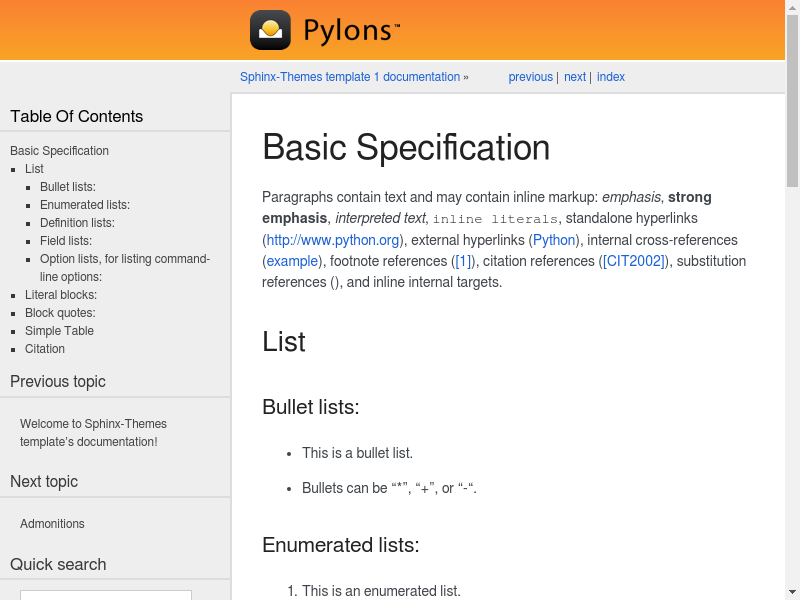 Pylons™
Sphinx-Themes template 1 documentation » previous | next | index
Table Of Contents
Basic Specification
List
Bullet lists:
Enumerated lists:
Definition lists:
Field lists:
Option lists, for listing command-
line options:
Literal blocks:
Block quotes:
Simple Table
Citation
Previous topic
Welcome to Sphinx-Themes
template's documentation!
Next topic
Admonitions
Quick search
Basic Specification
Paragraphs contain text and may contain inline markup: emphasis, strong
emphasis, interpreted text, inline literals, standalone hyperlinks
(http://www.python.org), external hyperlinks (Python), internal cross-references
(example), footnote references ([1]), citation references ([CIT2002]), substitution
references (), and inline internal targets.
List
Bullet lists:
• This is a bullet list.
• Bullets can be “*”, “+”, or “-“.
Enumerated lists:
1. This is an enumerated list.